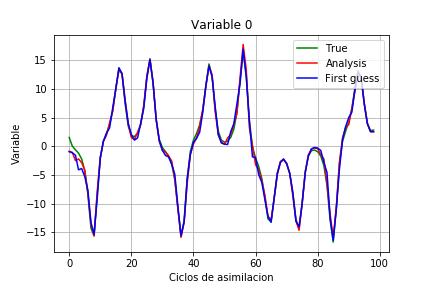 Variable 0
True
Analysis
First guess
Variable
15
10
5
0
−5
−10
−15
0
20
40
60
80
100
Ciclos de asimilacion